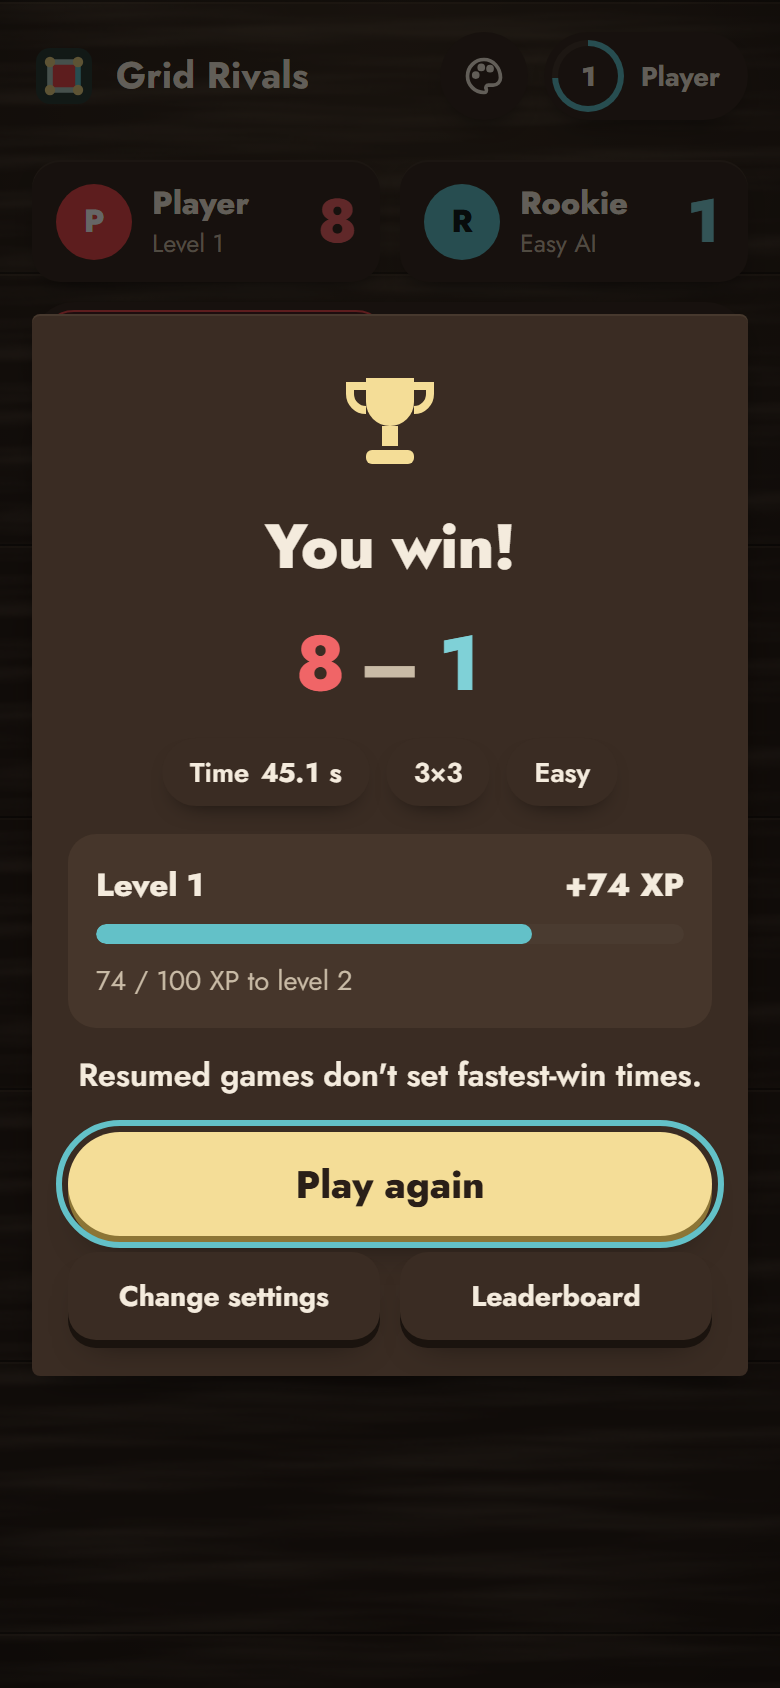 Grid Rivals
1 Player
P Player 8
Level 1
R Rookie 1
Easy AI
You win!
8 – 1
Time 45.1 s 3×3 Easy
Level 1 +74 XP
74 / 100 XP to level 2
Resumed games don't set fastest-win times.
Play again
Change settings Leaderboard